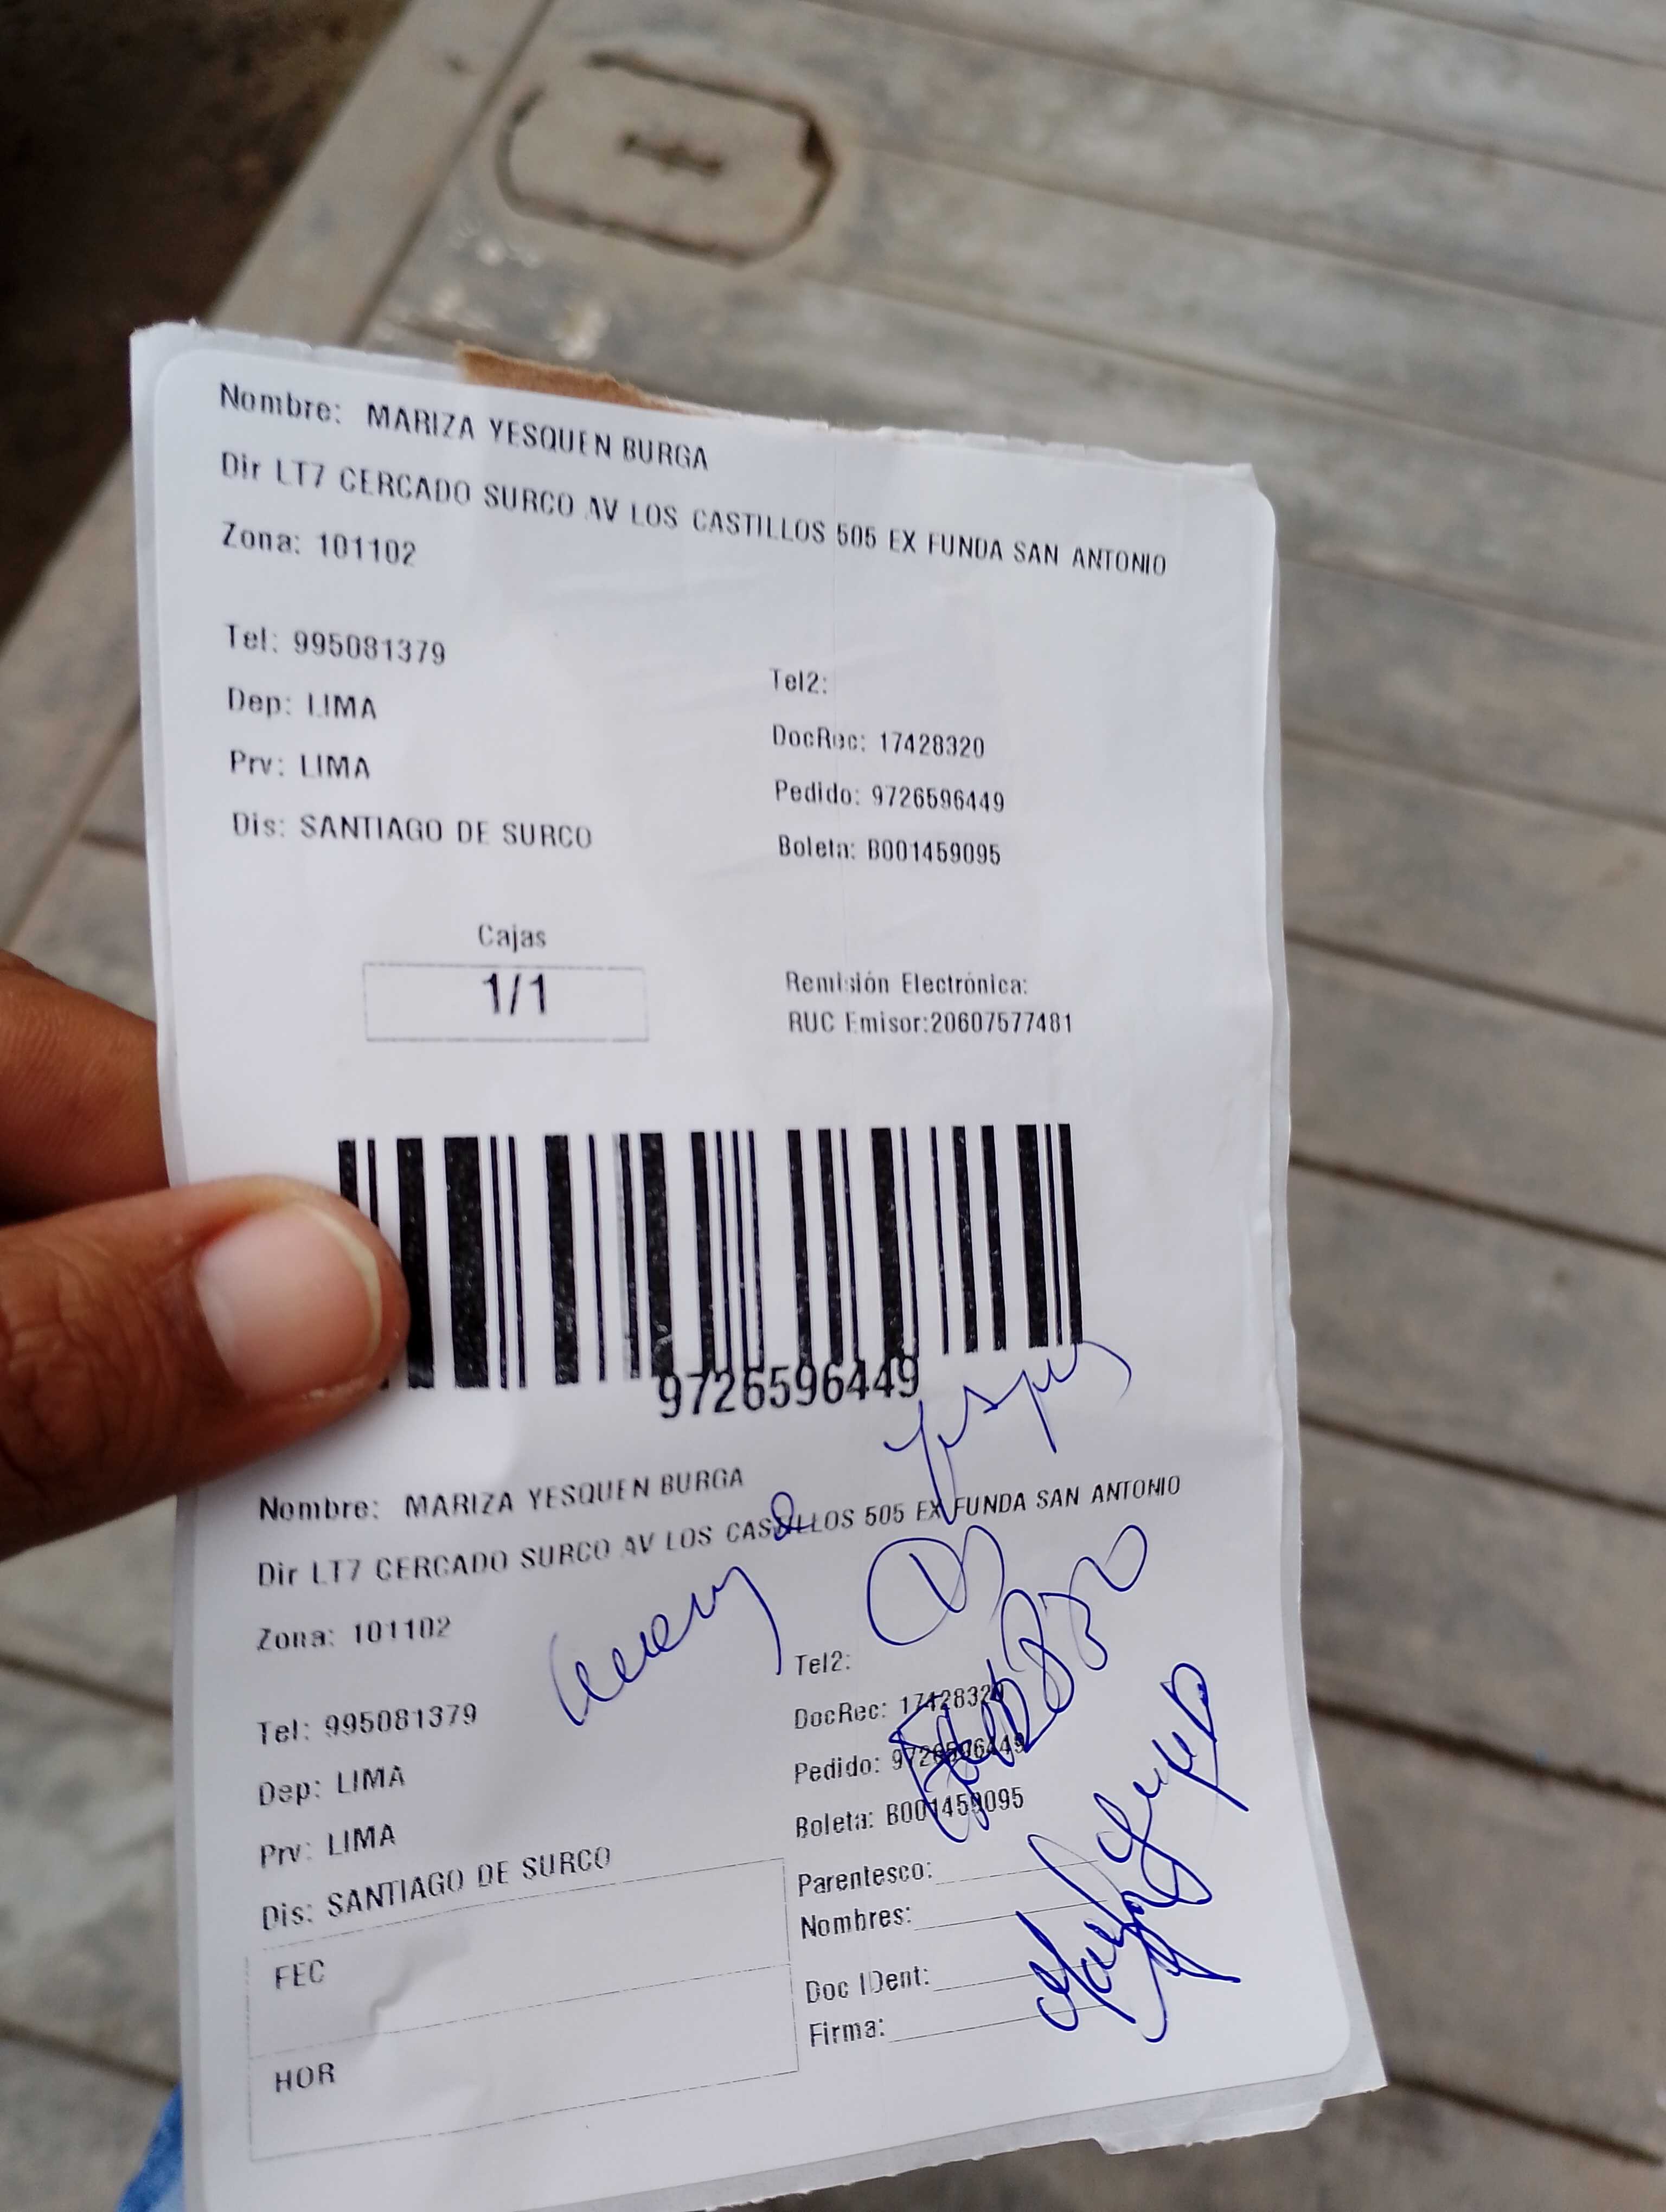 Nombre: MARIZA YESQUEN BURGA
Dir LT7 CERCADO SURCO AV LOS CASTILLOS 505 EX FUNDA SAN ANTONIO
Zona: 101102
Tel: 995081379
Tel2:
Dep: LIMA
DocRec: 17428320
Prv: LIMA
Pedido: 9726596449
Dis: SANTIAGO DE SURCO
Boleta: B001459095
Cajas
1/1
Remisión Electrónica:
RUC Emisor:20607577481
9726596449
Nombre: MARIZA YESQUEN BURGA
Dir LT7 CERCADO SURCO AV LOS CASTILLOS 505 EX FUNDA SAN ANTONIO
Zona: 101102
Tel2:
Tel: 995081379
DocRec: 17428320
Dep: LIMA
Pedido: 9726596449
Prv: LIMA
Boleta: B001459095
Dis: SANTIAGO DE SURCO
Parentesco:
Nombres:
FEC
Doc IDent:
Firma:
HOR